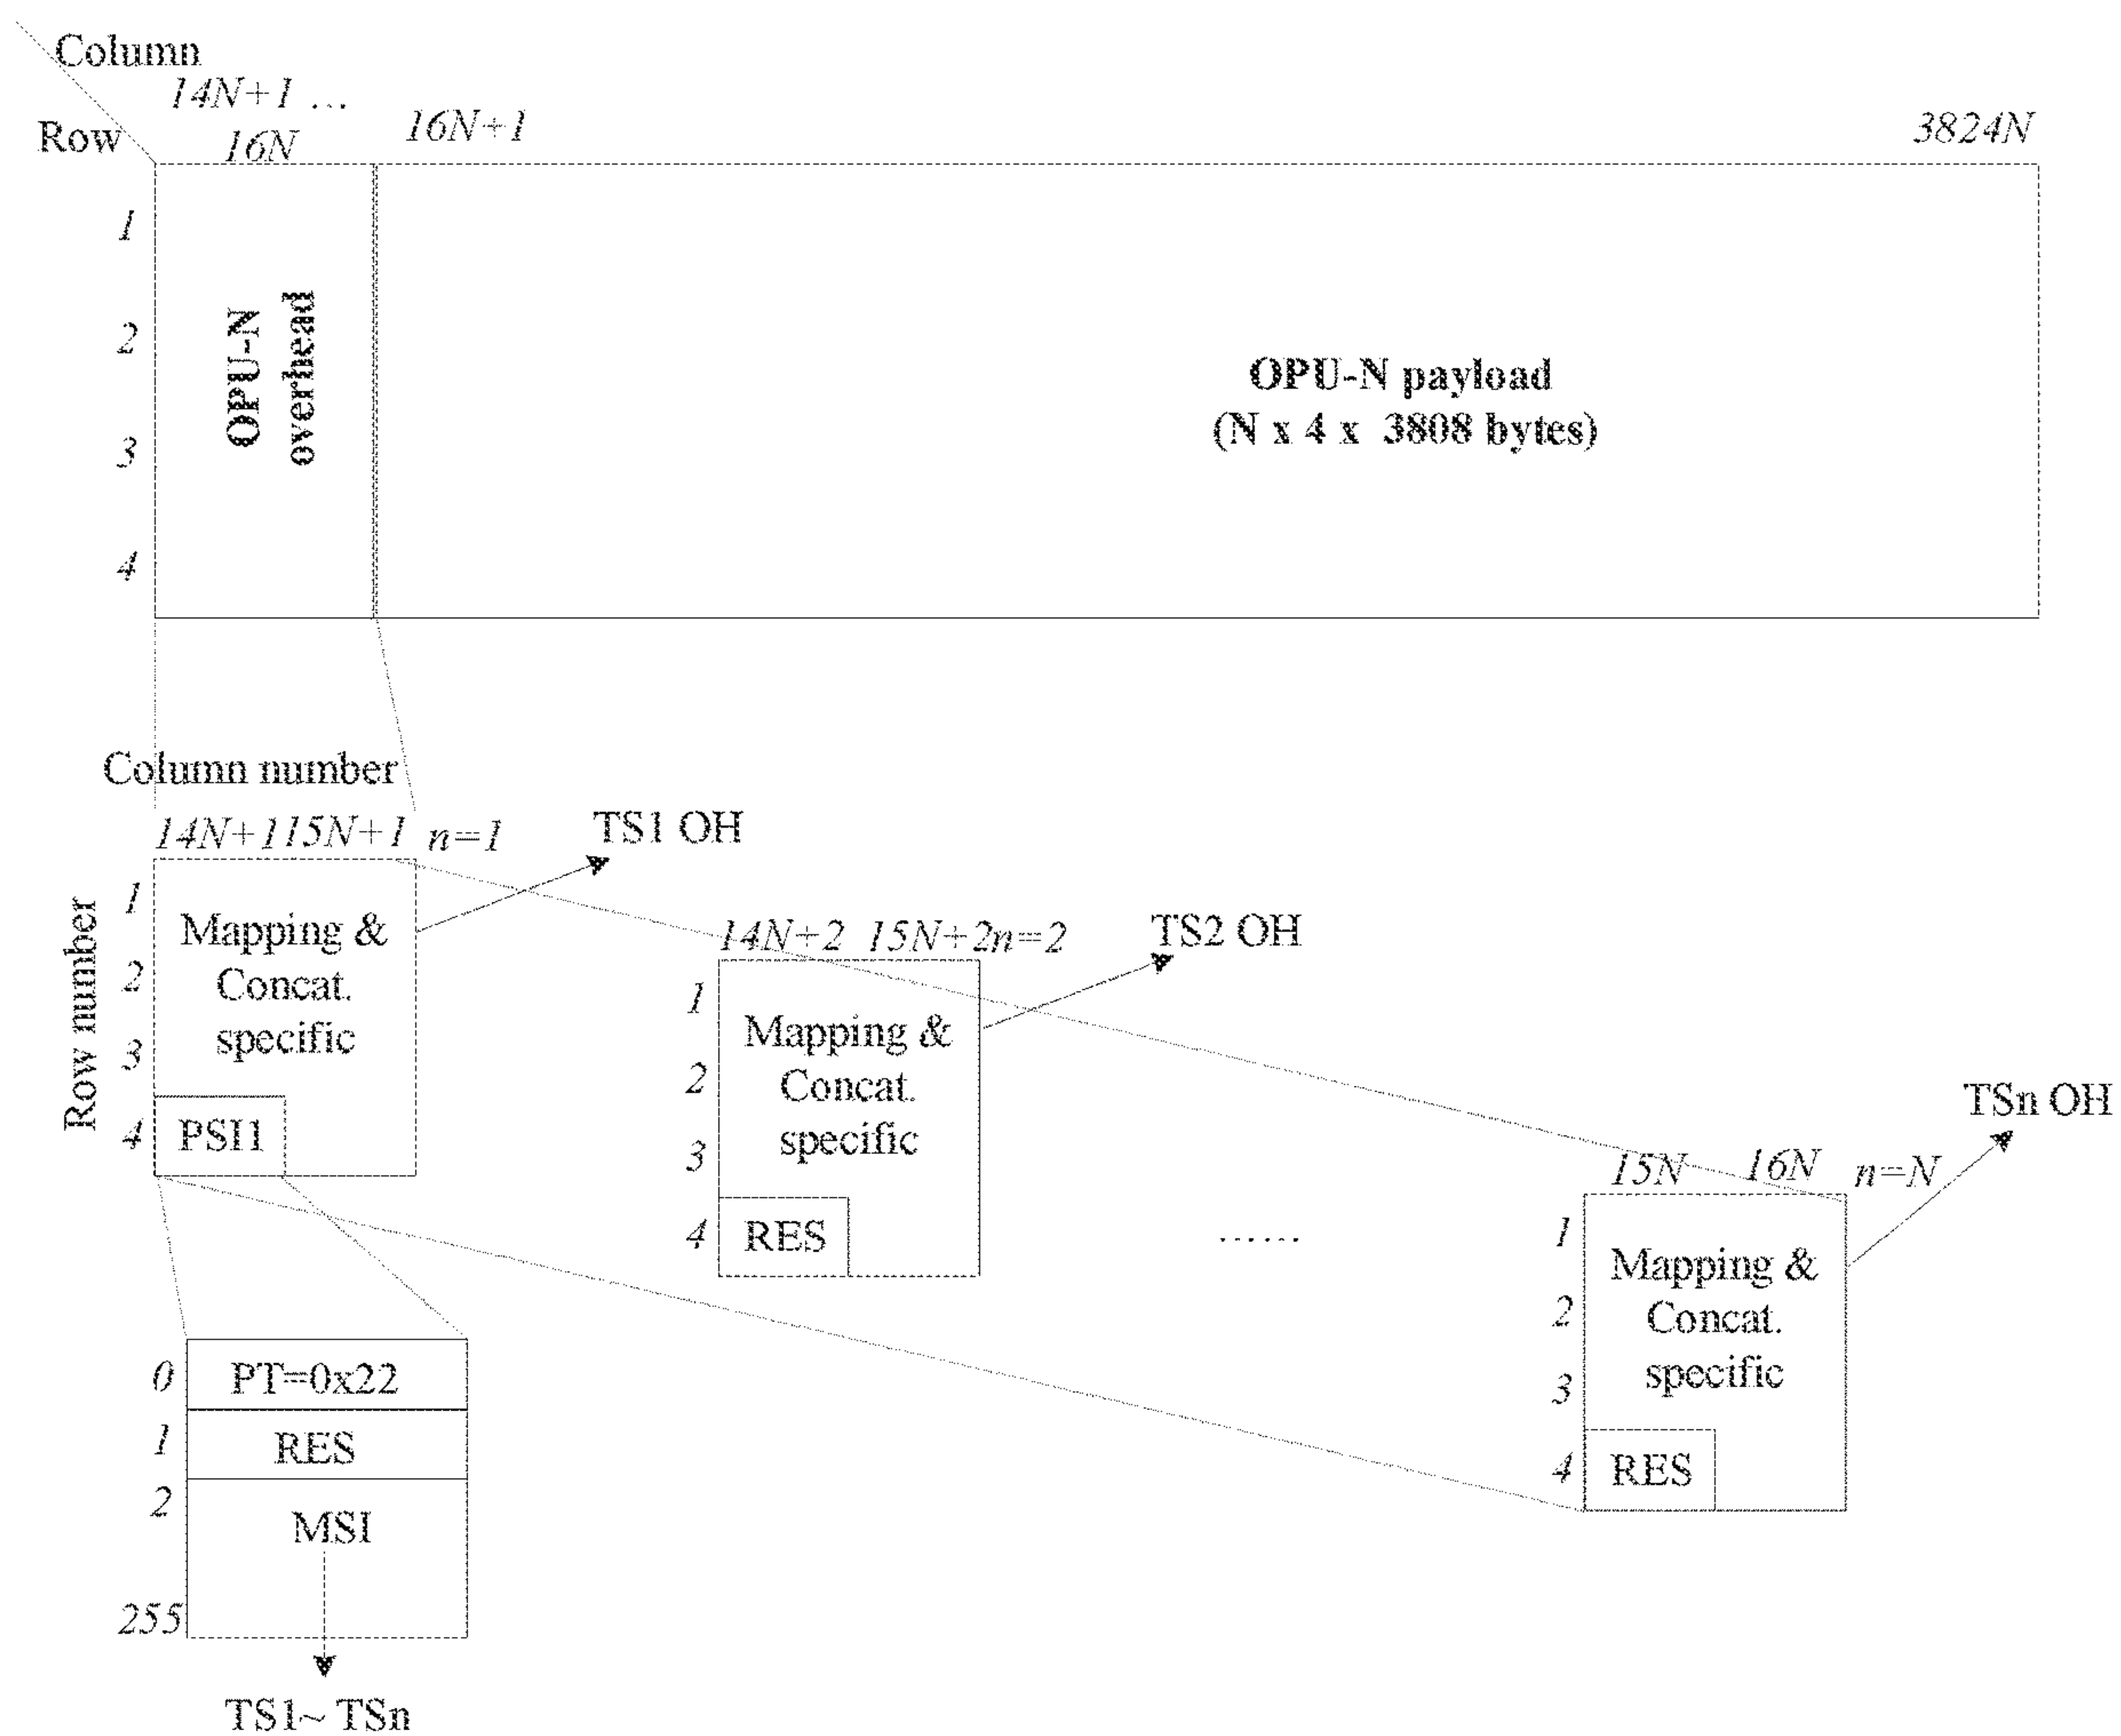 Column
14N+1 ...
16N
16N+1
3824N
Row
1
2
3
4
OPU-N
overhead
OPU-N payload
(N x 4 x 3808 bytes)
Column number
14N+1 15N+1 n=1
TS1 OH
Row number
1
2
3
4
Mapping &
Concat.
specific
PSI1
14N+2 15N+2 n=2
TS2 OH
1
2
3
4
Mapping &
Concat.
specific
RES
......
15N 16N n=N
TSn OH
1
2
3
4
Mapping &
Concat.
specific
RES
0 PT=0x22
1 RES
2 MSI
255
TS1~ TSn